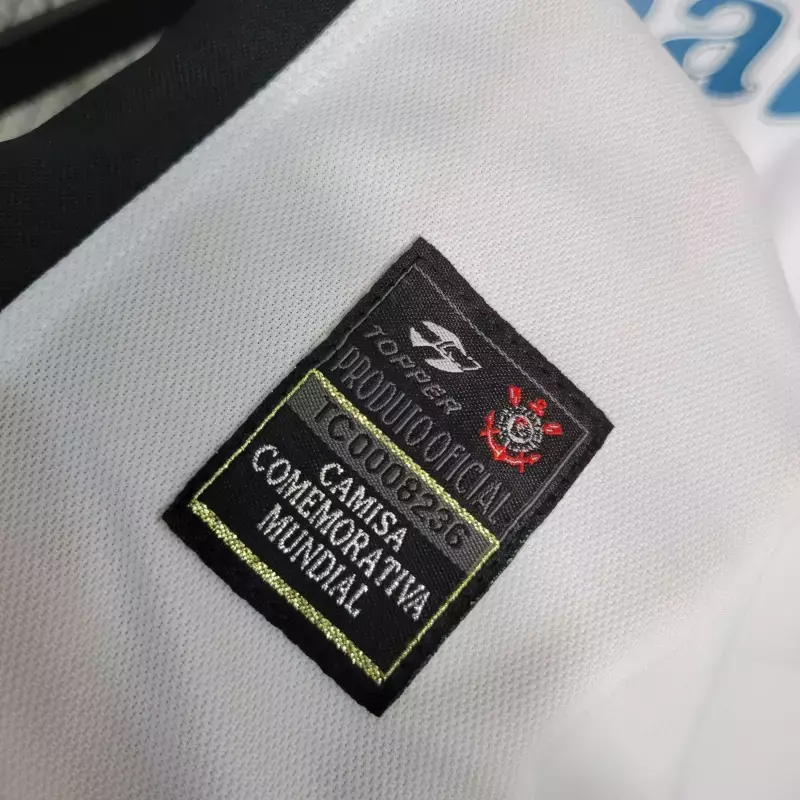 TOPPER
PRODUTO OFICIAL
TC0008236
CAMISA
COMEMORATIVA
MUNDIAL